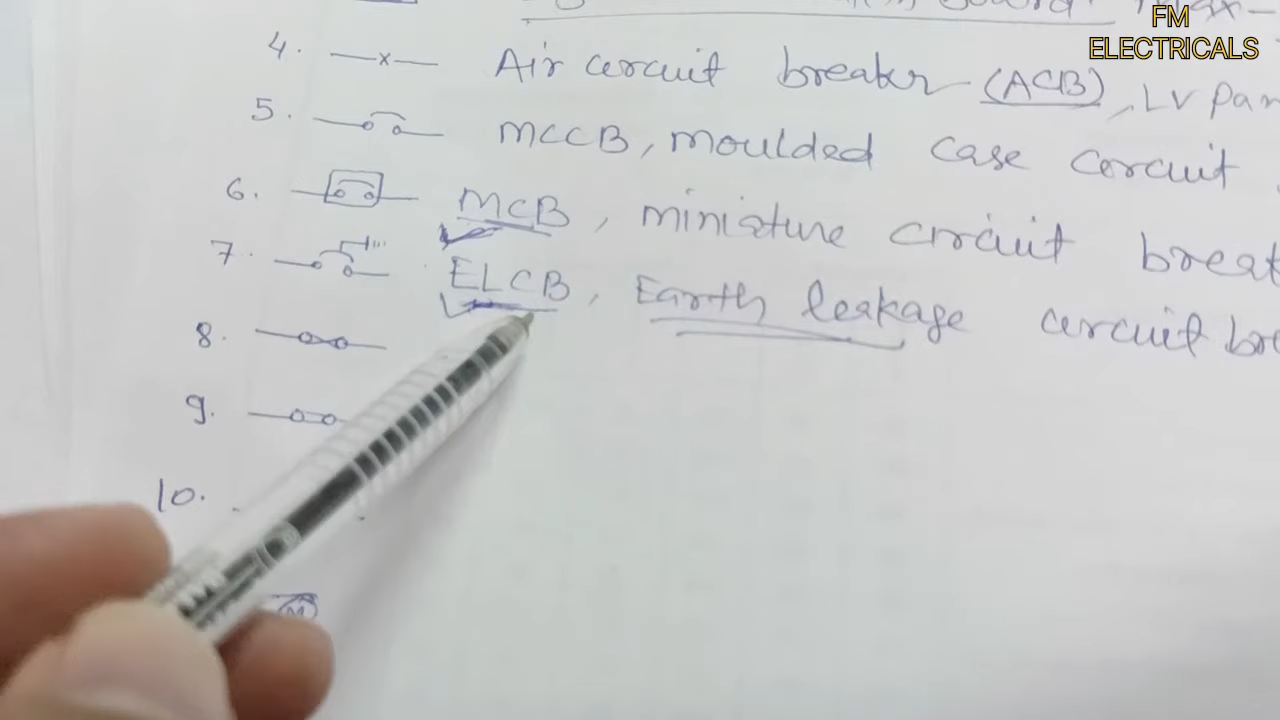 FM
ELECTRICALS
4. Air circuit breakr (ACB), LV
5. MCCB, moulded case circuit
6. MCB, miniature circuit
7. ELCB, Earth leakage circuit
8.
9.
10.
M